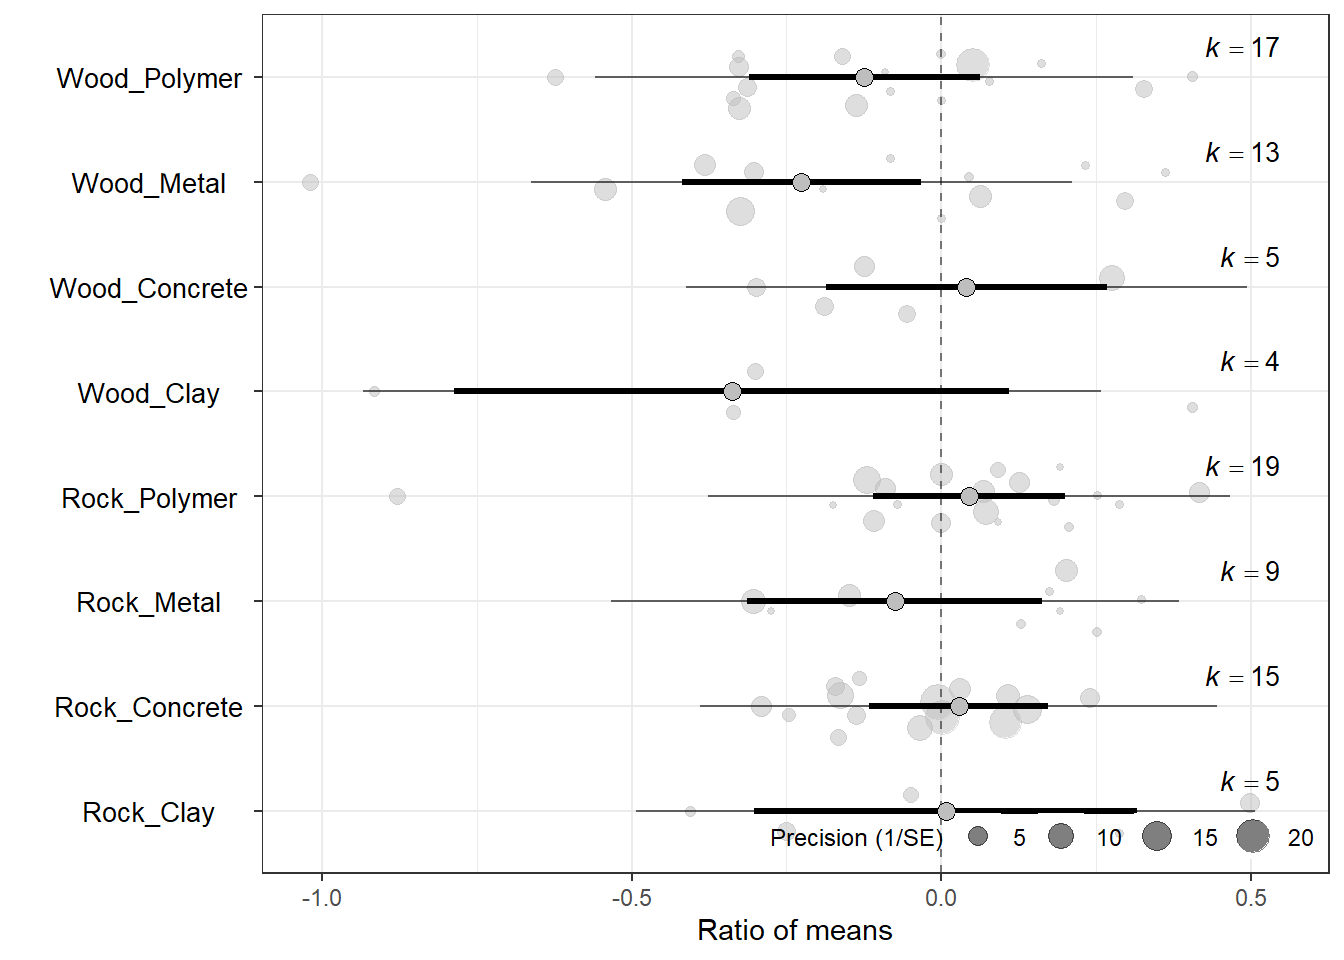 Wood_Polymer
k = 17
Wood_Metal
k = 13
Wood_Concrete
k = 5
Wood_Clay
k = 4
Rock_Polymer
k = 19
Rock_Metal
k = 9
Rock_Concrete
k = 15
Rock_Clay
k = 5
Precision (1/SE) 5 10 15 20
-1.0 -0.5 0.0 0.5
Ratio of means